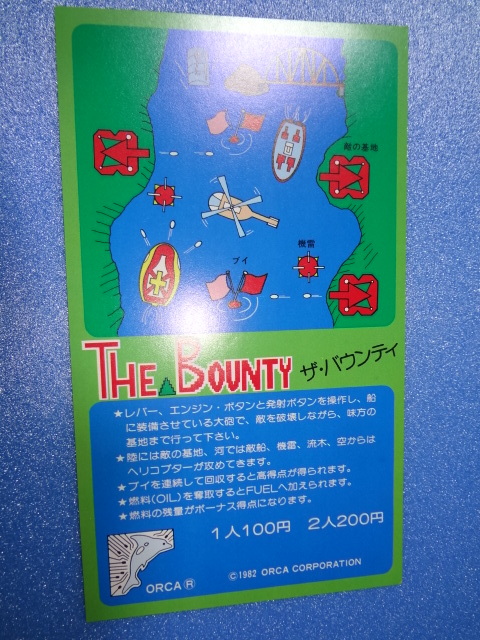 敵の基地
機雷
ブイ
THE BOUNTY ザ・バウンティ
★レバー、エンジン・ボタンと発射ボタンを操作し、船
に装備させている大砲で、敵を破壊しながら、味方の
基地まで行って下さい。
★陸には敵の基地、河では敵船、機雷、流木、空からは
ヘリコプターが攻めてきます。
★ブイを連続して回収すると高得点が得られます。
★燃料(OIL)を奪取するとFUELへ加えられます。
★燃料の残量がボーナス得点になります。
1人100円 2人200円
ORCA®
©1982 ORCA CORPORATION